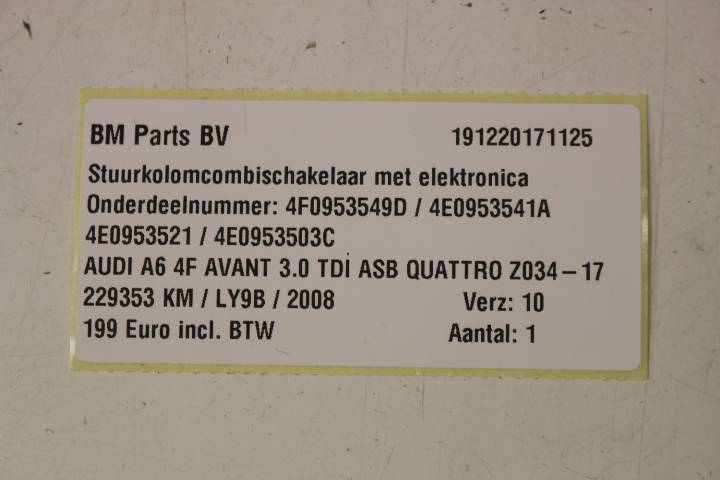 BM Parts BV 191220171125
Stuurkolomcombischakelaar met elektronica
Onderdeelnummer: 4F0953549D / 4E0953541A
4E0953521 / 4E0953503C
AUDI A6 4F AVANT 3.0 TDi ASB QUATTRO Z034-17
229353 KM / LY9B / 2008 Verz: 10
199 Euro incl. BTW Aantal: 1